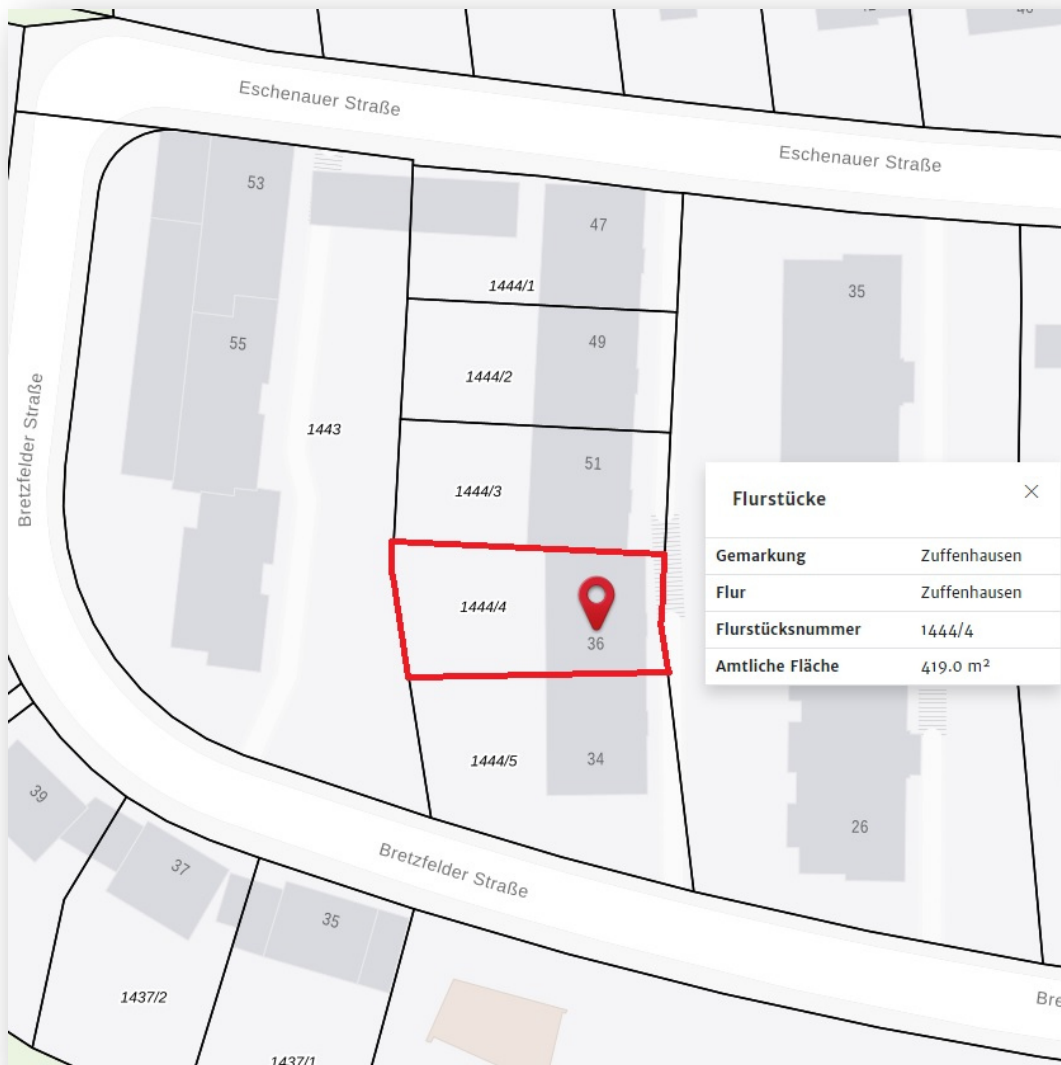 Eschenauer Straße
Eschenauer Straße
53
47
1444/1
35
55
49
1444/2
1443
51
1444/3
Bretzfelder Straße
Flurstücke
Gemarkung Zuffenhausen
Flur Zuffenhausen
Flurstücksnummer 1444/4
Amtliche Fläche 419.0 m²
1444/4
36
1444/5
34
39
37
35
Bretzfelder Straße
26
1437/2
1437/1
Bre